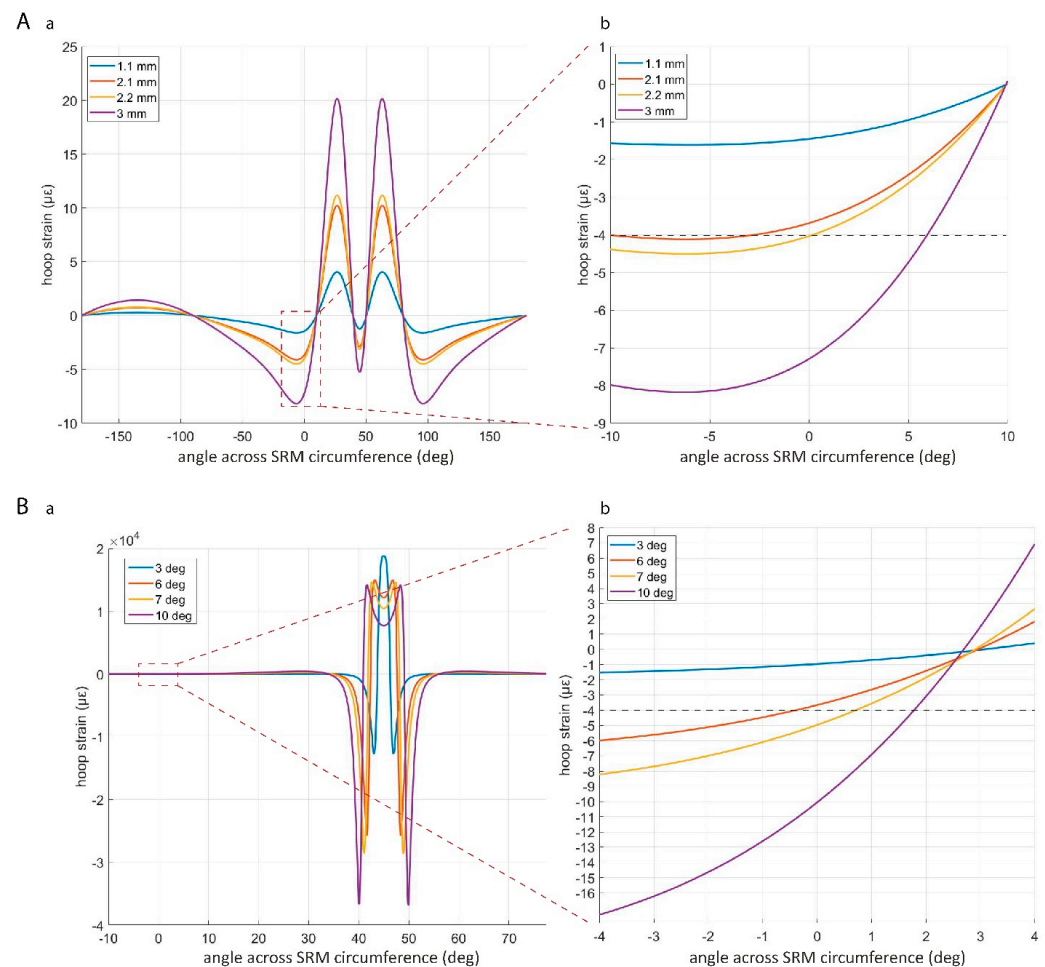 A a
25
20
15
10
5
0
-5
-10
hoop strain (με)
1.1 mm
2.1 mm
2.2 mm
3 mm
-150 -100 -50 0 50 100 150
angle across SRM circumference (deg)
b
1
0
-1
-2
-3
-4
-5
-6
-7
-8
-9
hoop strain (με)
1.1 mm
2.1 mm
2.2 mm
3 mm
-10 -5 0 5 10
angle across SRM circumference (deg)
B a
×10⁴
2
1
0
-1
-2
-3
-4
hoop strain (με)
3 deg
6 deg
7 deg
10 deg
-10 0 10 20 30 40 50 60 70
angle across SRM circumference (deg)
b
8
7
6
5
4
3
2
1
0
-1
-2
-3
-4
-5
-6
-7
-8
-9
-10
-11
-12
-13
-14
-15
-16
hoop strain (με)
3 deg
6 deg
7 deg
10 deg
-4 -3 -2 -1 0 1 2 3 4
angle across SRM circumference (deg)